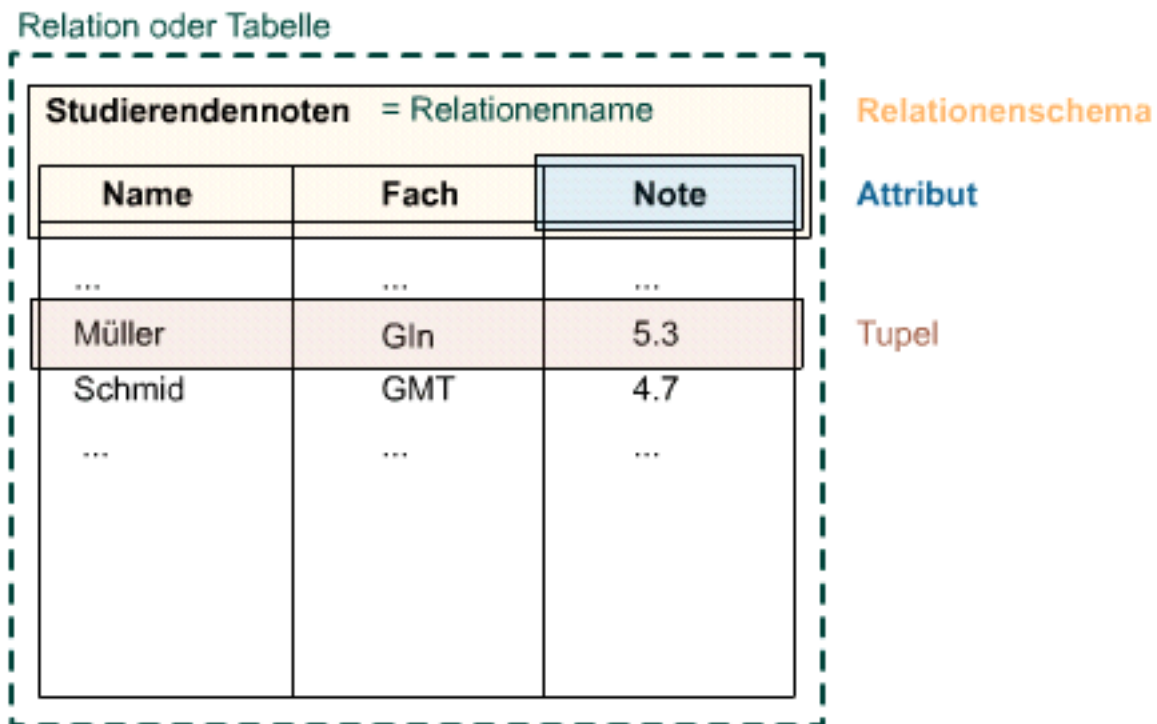 Relation oder Tabelle
Studierendennoten = Relationenname Relationenschema
Name Fach Note Attribut
... ... ...
Müller GIn 5.3 Tupel
Schmid GMT 4.7
... ... ...